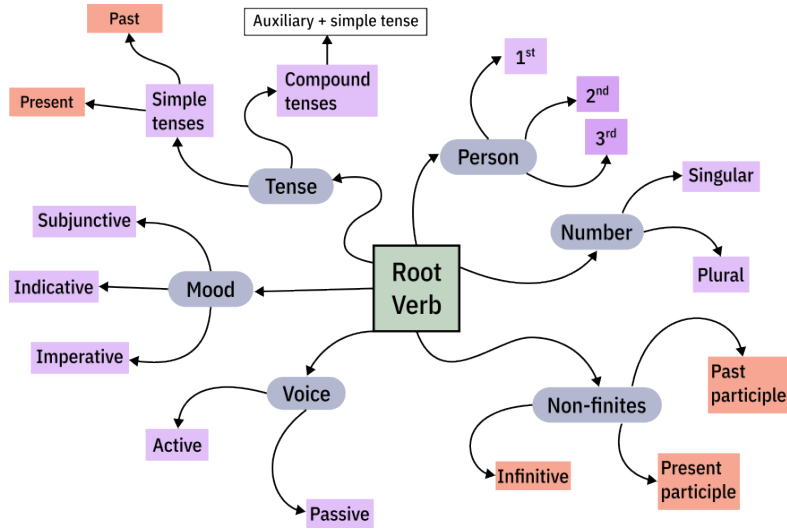 Past
Auxiliary + simple tense
Present
Simple
tenses
Compound
tenses
1st
2nd
3rd
Person
Tense
Singular
Number
Plural
Subjunctive
Indicative
Mood
Imperative
Root
Verb
Voice
Active
Passive
Non-finites
Past
participle
Infinitive
Present
participle